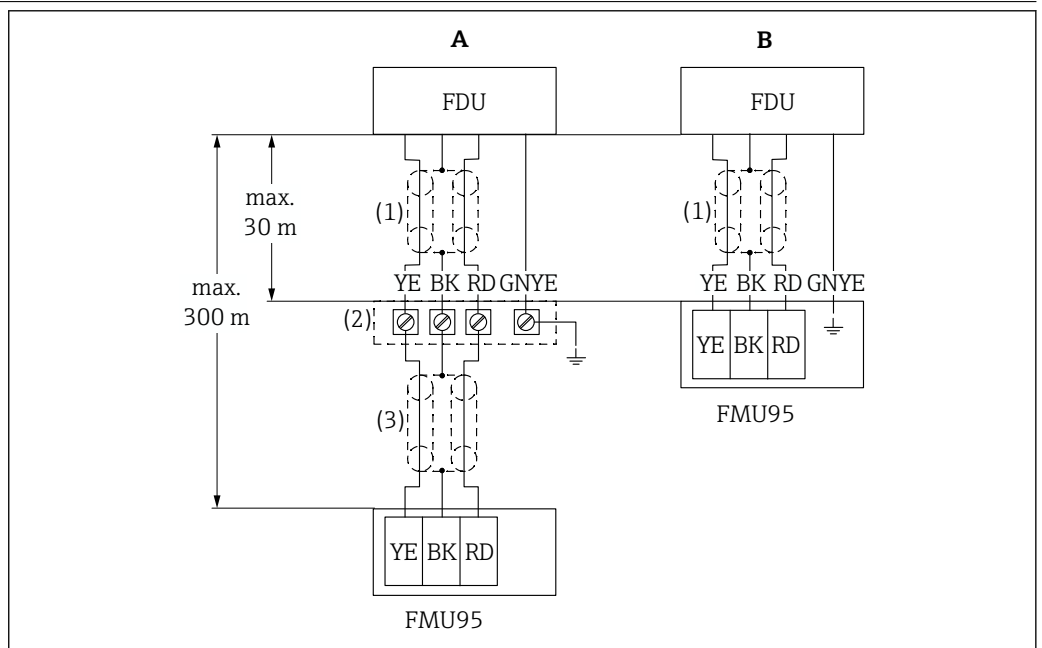 A B
FDU FDU
max.
30 m
max.
300 m
(1) (1)
YE BK RD GNYE YE BK RD GNYE
(2)
YE BK RD
FMU95
(3)
YE BK RD
FMU95